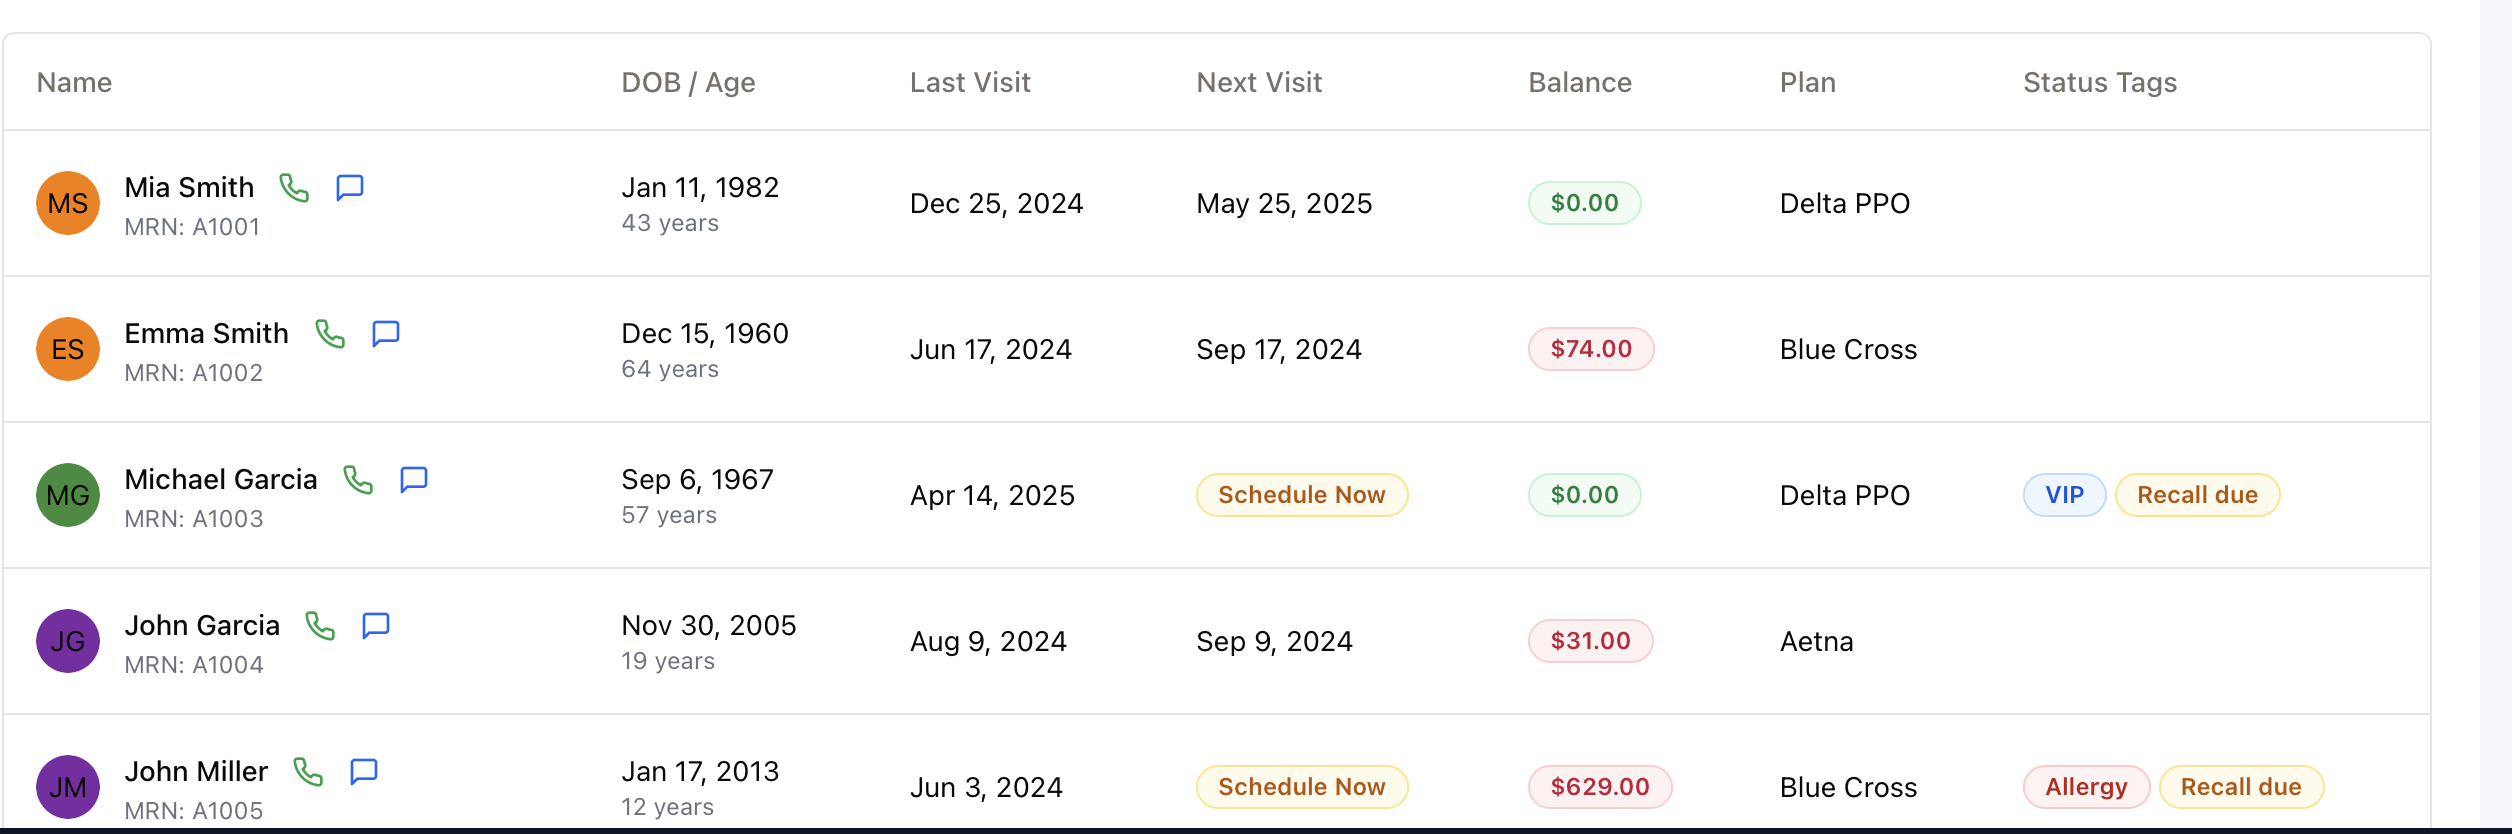 Name DOB / Age Last Visit Next Visit Balance Plan Status Tags
MS Mia Smith Jan 11, 1982 Dec 25, 2024 May 25, 2025 $0.00 Delta PPO
MRN: A1001 43 years
ES Emma Smith Dec 15, 1960 Jun 17, 2024 Sep 17, 2024 $74.00 Blue Cross
MRN: A1002 64 years
MG Michael Garcia Sep 6, 1967 Apr 14, 2025 Schedule Now $0.00 Delta PPO VIP Recall due
MRN: A1003 57 years
JG John Garcia Nov 30, 2005 Aug 9, 2024 Sep 9, 2024 $31.00 Aetna
MRN: A1004 19 years
JM John Miller Jan 17, 2013 Jun 3, 2024 Schedule Now $629.00 Blue Cross Allergy Recall due
MRN: A1005 12 years